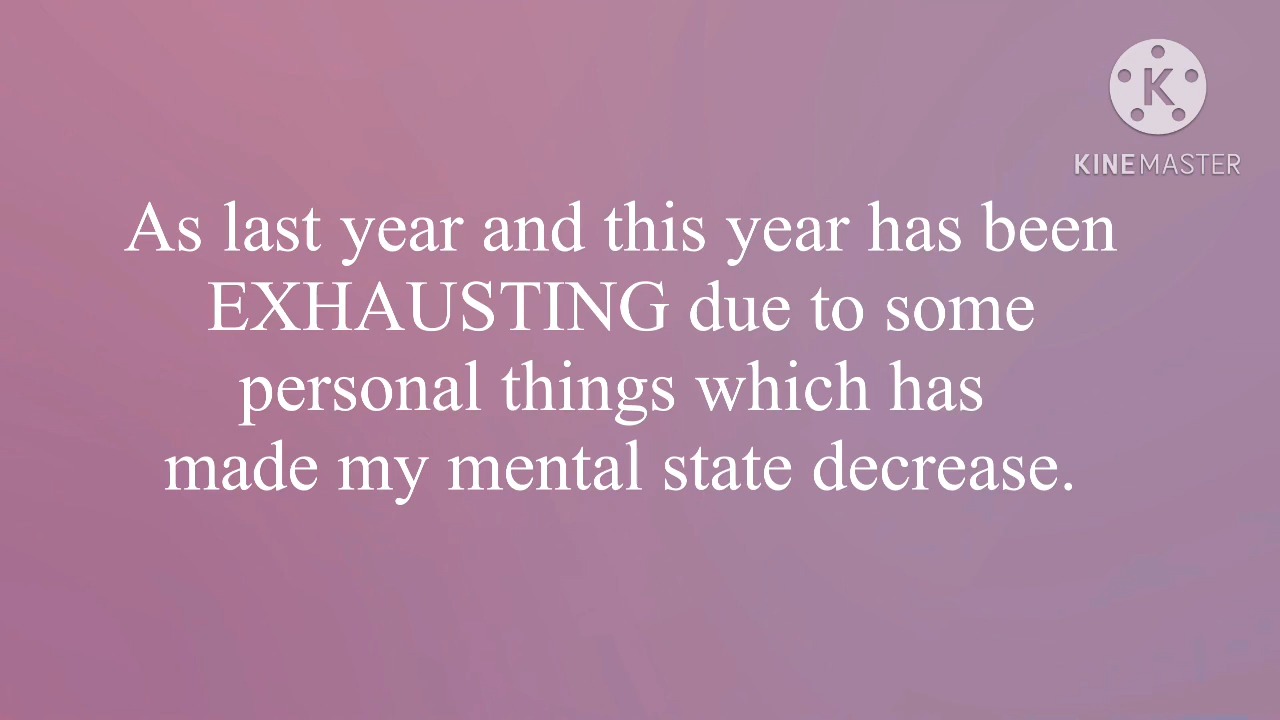 K
KINEMASTER
As last year and this year has been
EXHAUSTING due to some
personal things which has
made my mental state decrease.